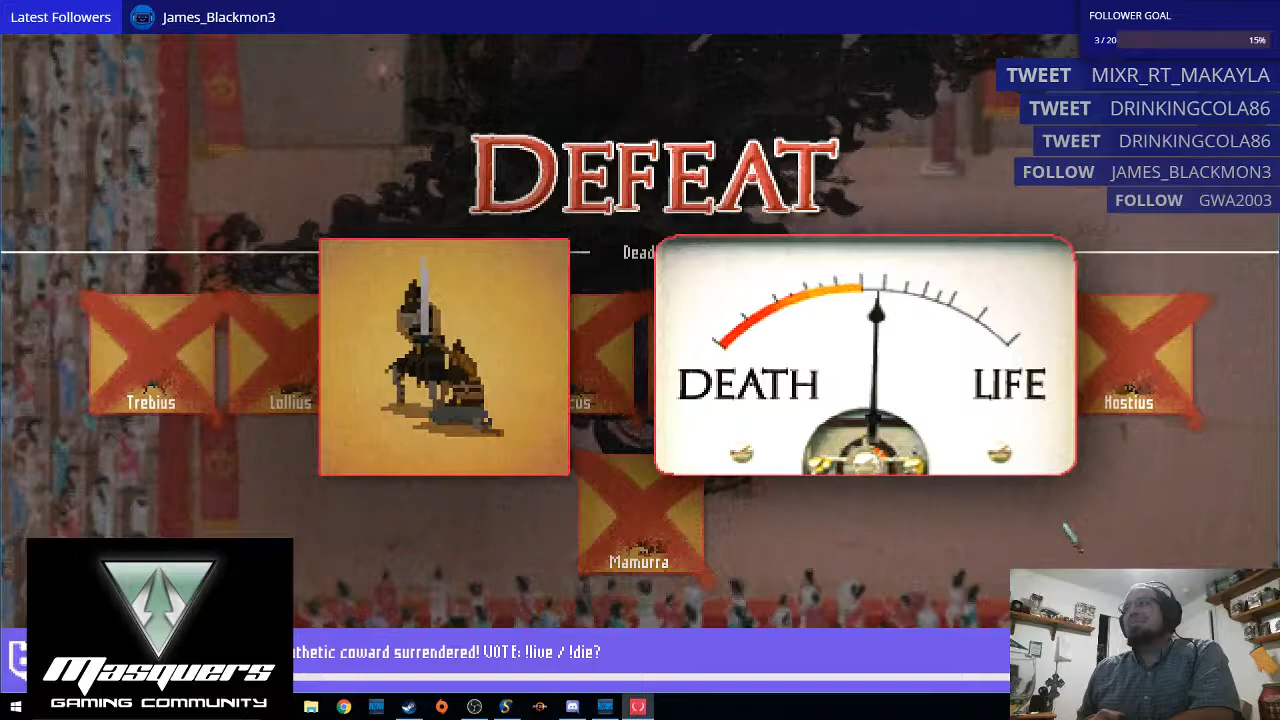 Latest Followers
James_Blackmon3
FOLLOWER GOAL
3 / 20
15%
TWEET MIXR_RT_MAKAYLA
TWEET DRINKINGCOLA86
TWEET DRINKINGCOLA86
FOLLOW JAMES_BLACKMON3
FOLLOW GWA2003
DEFEAT
Dead
DEATH
LIFE
Trebius
Lollius
cus
Hostius
Mamurra
thetic coward surrendered! VOTE: !live / !die?
MASQUERS
GAMING COMMUNITY